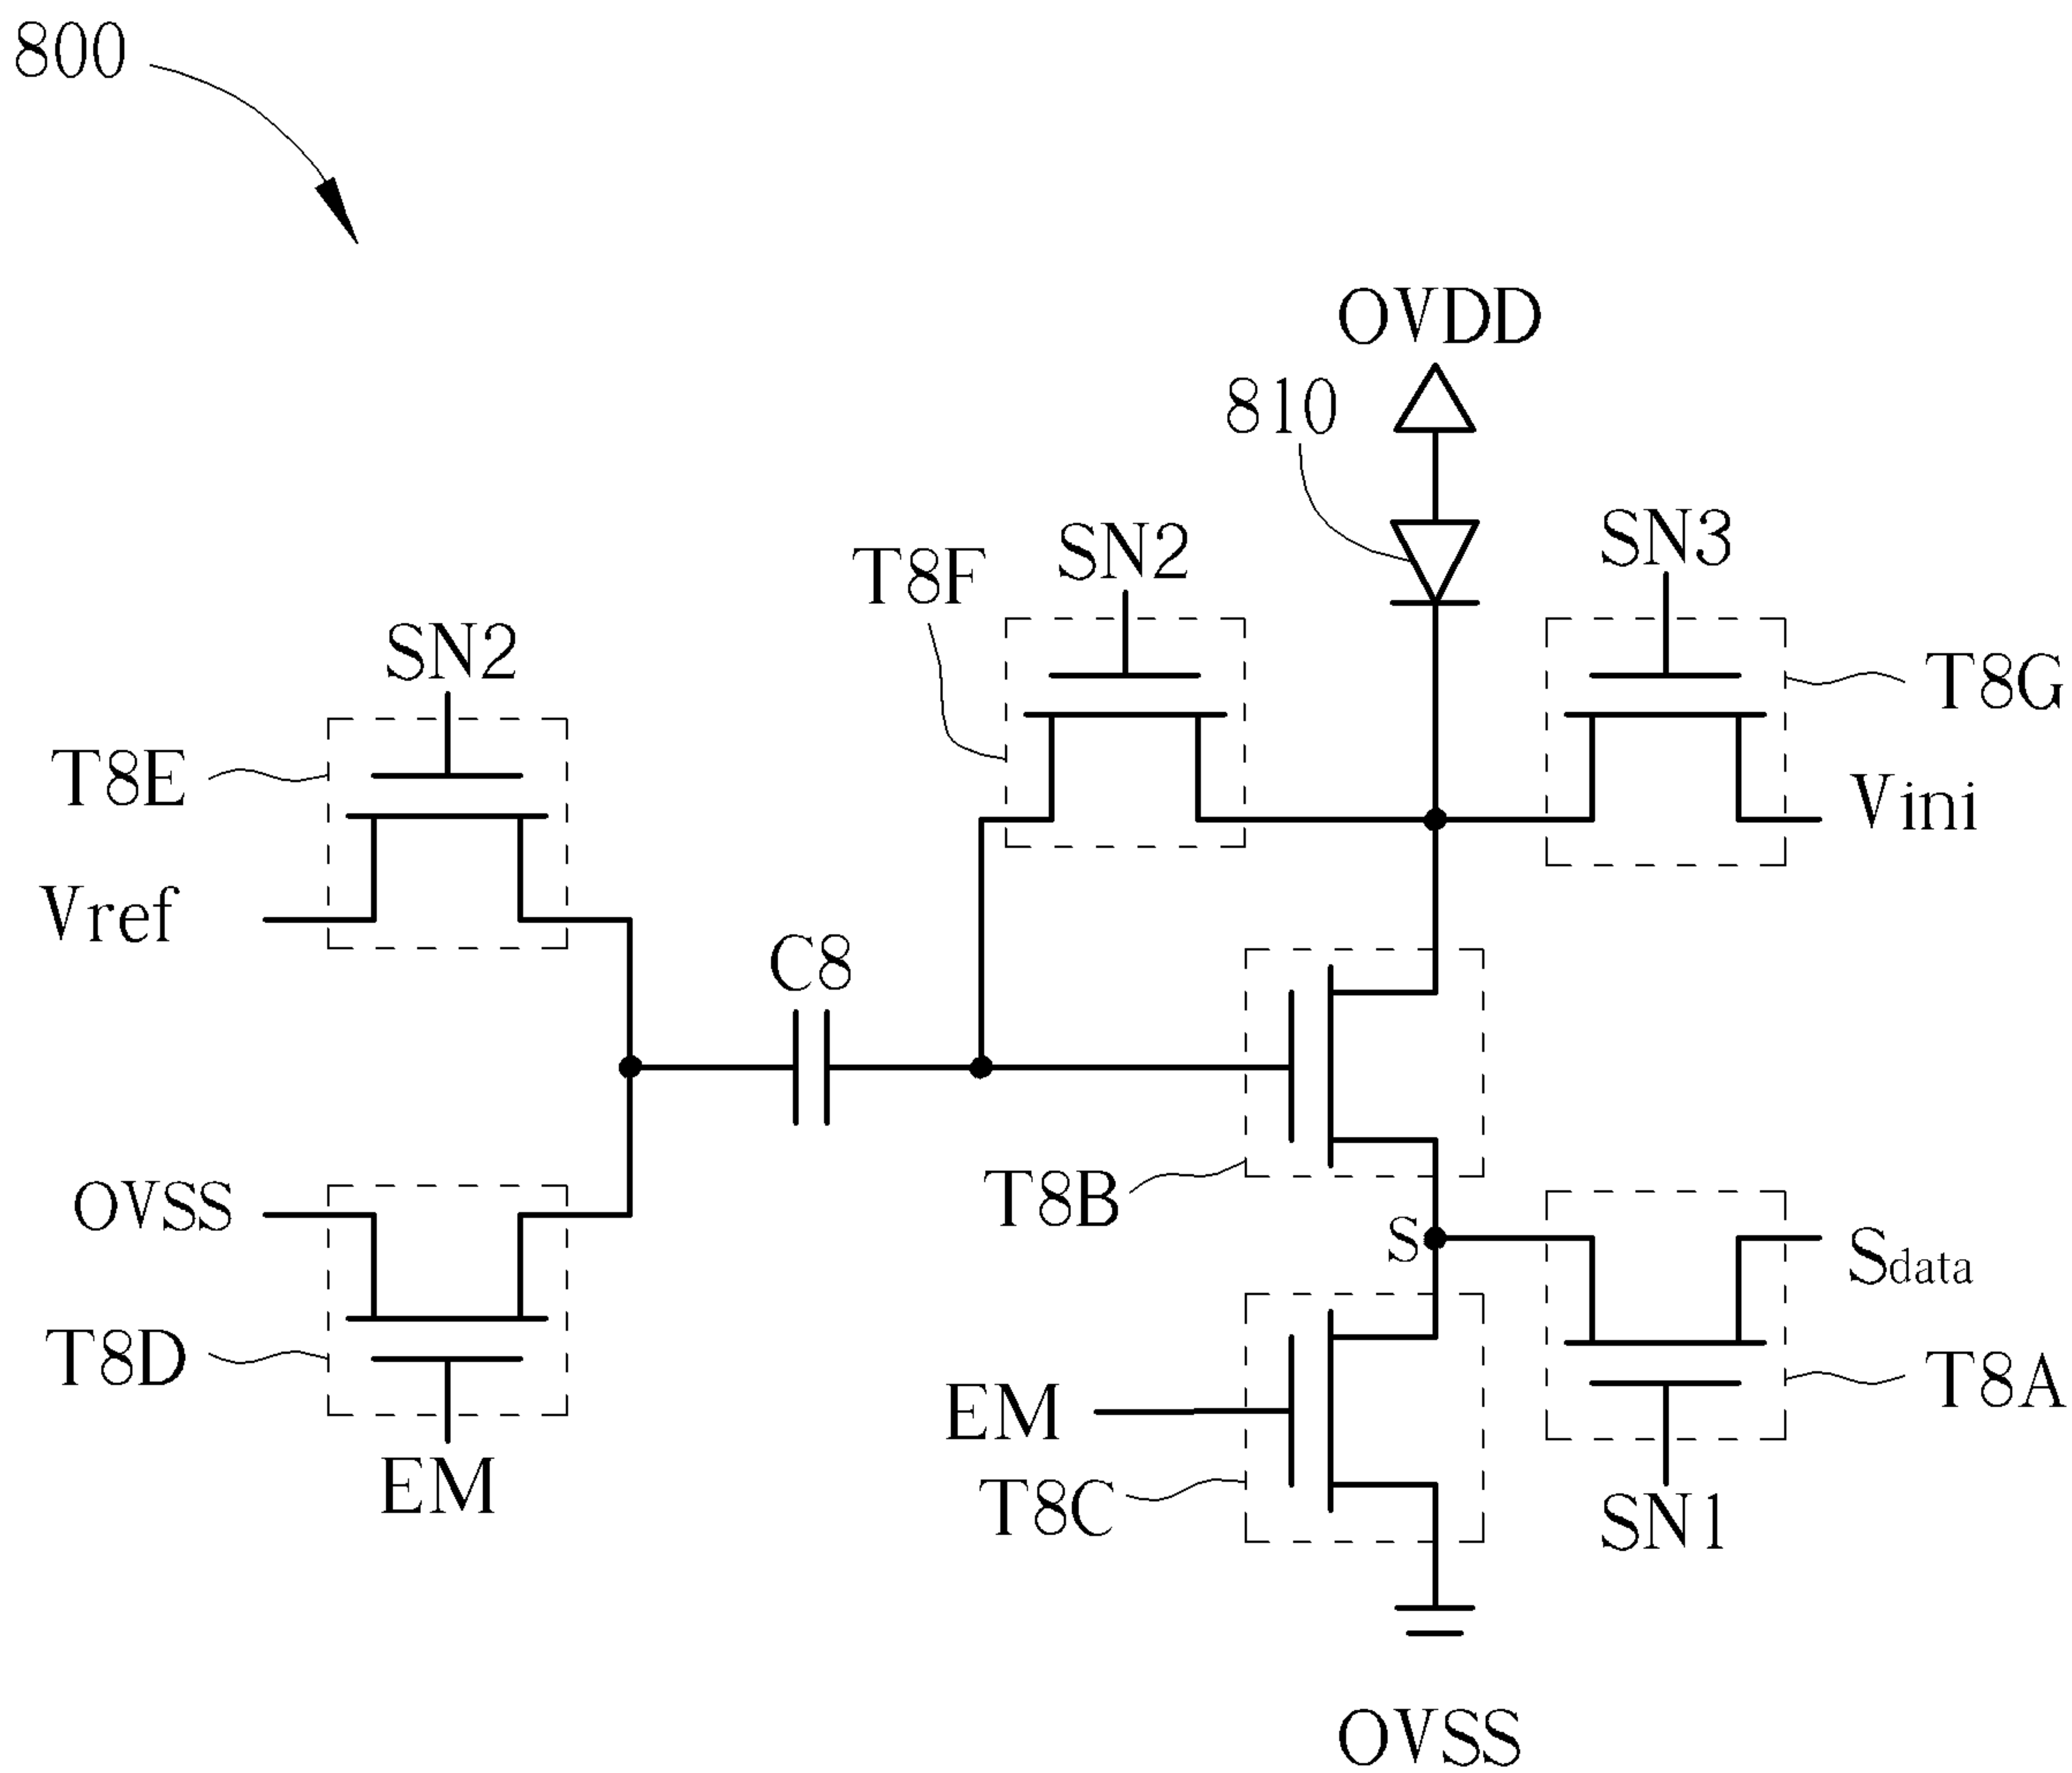 800
OVDD
810
SN2
SN3
T8F
SN2
T8G
T8E
Vini
Vref
C8
OVSS
T8B
S
Sdata
T8D
EM
T8A
EM
T8C
SN1
OVSS